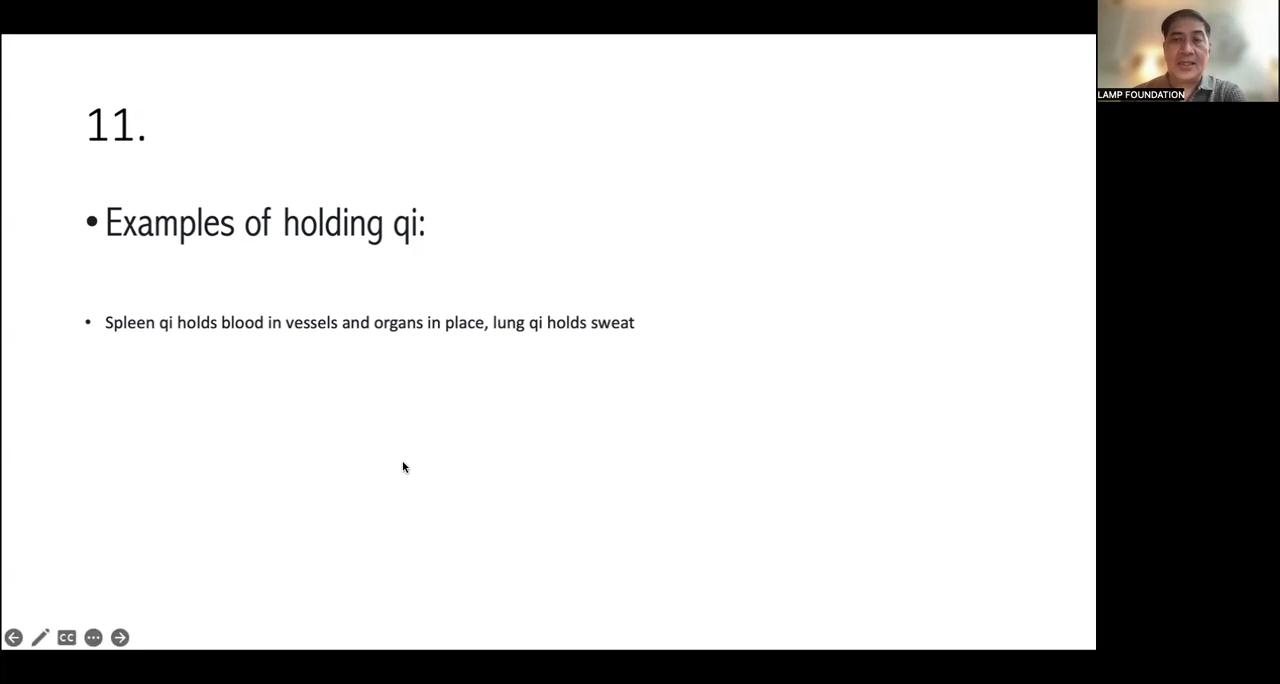 11.
• Examples of holding qi:
• Spleen qi holds blood in vessels and organs in place, lung qi holds sweat
LAMP FOUNDATION
CC